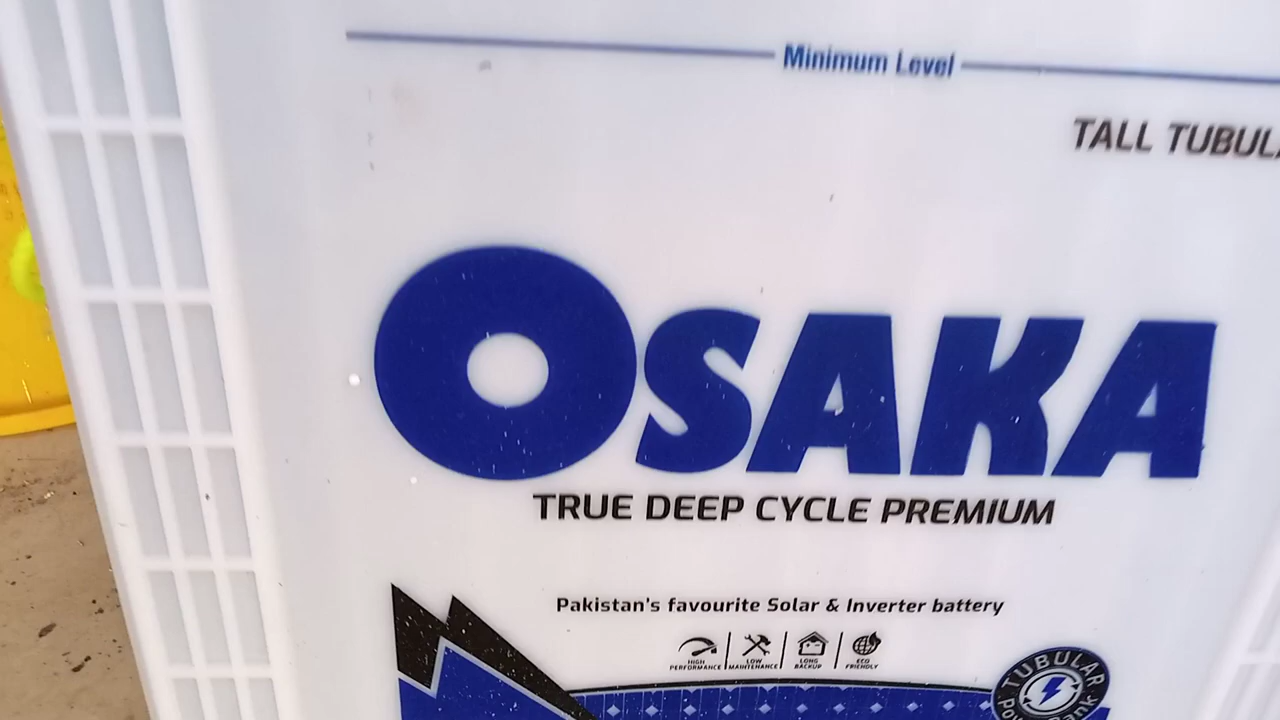 Minimum Level
TALL TUBULA
OSAKA
TRUE DEEP CYCLE PREMIUM
Pakistan's favourite Solar & Inverter battery
HIGH PERFORMANCE
LOW MAINTENANCE
LONG BACKUP
ECO FRIENDLY
TUBULAR